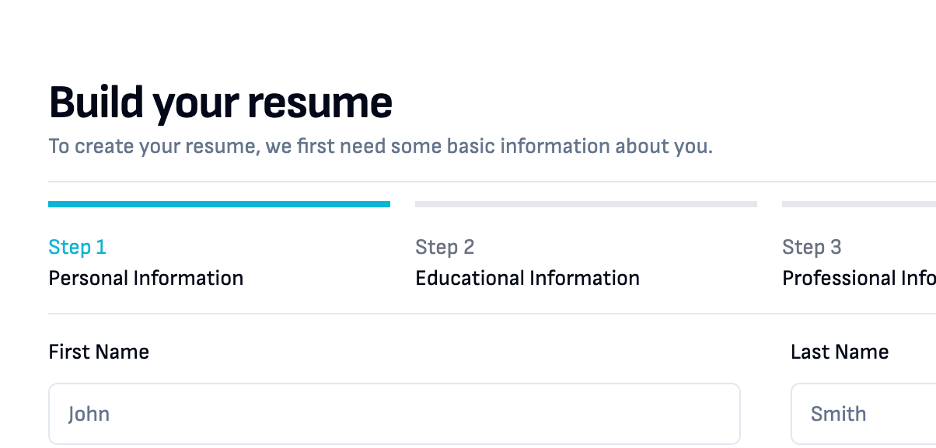 Build your resume
To create your resume, we first need some basic information about you.
Step 1
Personal Information
Step 2
Educational Information
Step 3
Professional Info
First Name
John
Last Name
Smith